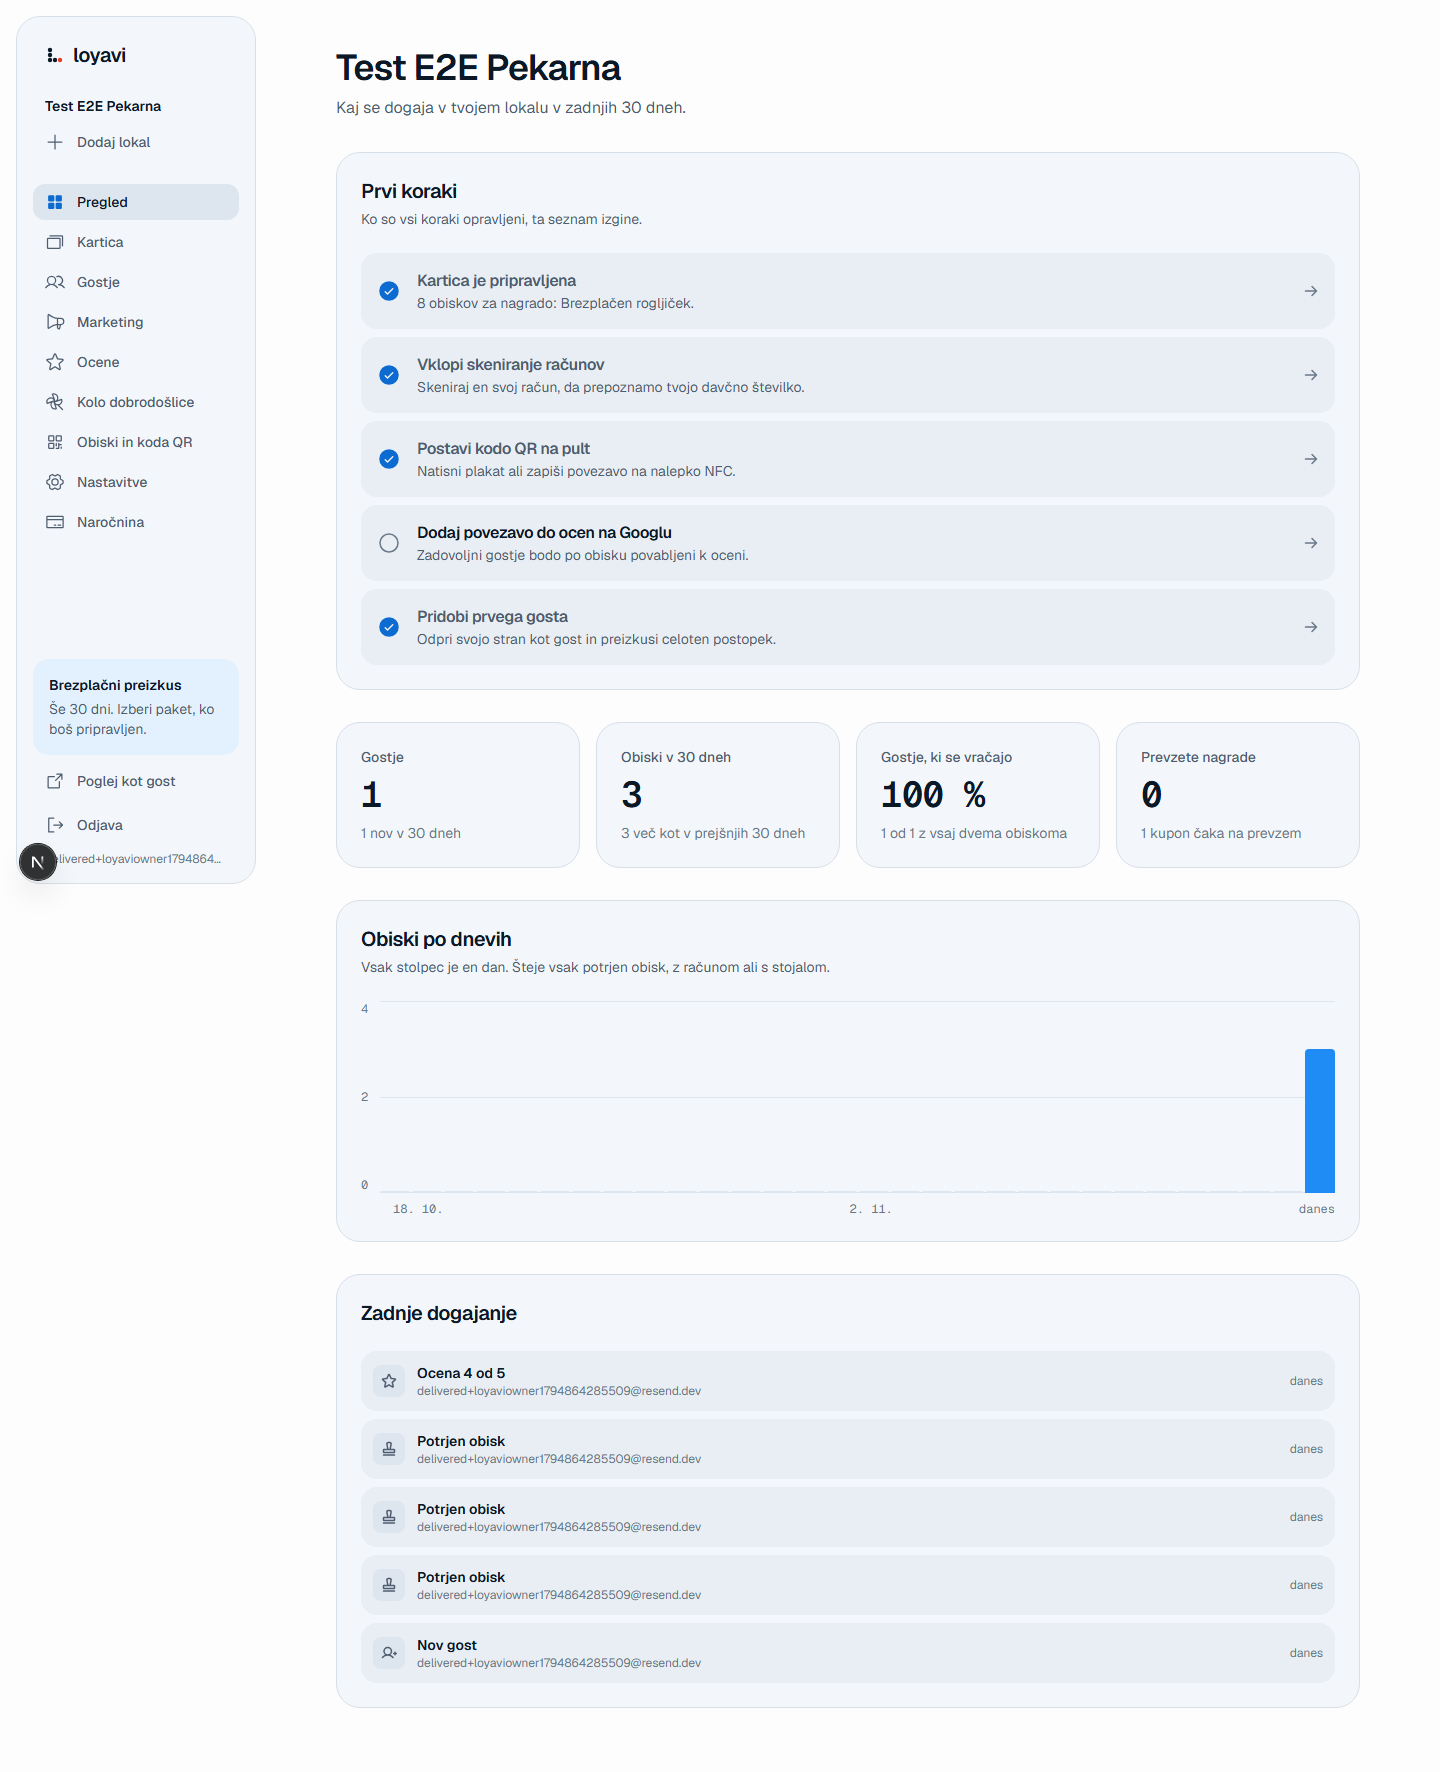 loyavi
Test E2E Pekarna
Dodaj lokal
Pregled
Kartica
Gostje
Marketing
Ocene
Kolo dobrodošlice
Obiski in koda QR
Nastavitve
Naročnina
Brezplačni preizkus
Še 30 dni. Izberi paket, ko
boš pripravljen.
Poglej kot gost
Odjava
N
elivered+loyaviowner1794864…
Test E2E Pekarna
Kaj se dogaja v tvojem lokalu v zadnjih 30 dneh.
Prvi koraki
Ko so vsi koraki opravljeni, ta seznam izgine.
Kartica je pripravljena
8 obiskov za nagrado: Brezplačen rogljiček.
Vklopi skeniranje računov
Skeniraj en svoj račun, da prepoznamo tvojo davčno številko.
Postavi kodo QR na pult
Natisni plakat ali zapiši povezavo na nalepko NFC.
Dodaj povezavo do ocen na Googlu
Zadovoljni gostje bodo po obisku povabljeni k oceni.
Pridobi prvega gosta
Odpri svojo stran kot gost in preizkusi celoten postopek.
Gostje
1
1 nov v 30 dneh
Obiski v 30 dneh
3
3 več kot v prejšnjih 30 dneh
Gostje, ki se vračajo
100 %
1 od 1 z vsaj dvema obiskoma
Prevzete nagrade
0
1 kupon čaka na prevzem
Obiski po dnevih
Vsak stolpec je en dan. Šteje vsak potrjen obisk, z računom ali s stojalom.
4
2
0
18. 10.
2. 11.
danes
Zadnje dogajanje
Ocena 4 od 5
delivered+loyaviowner1794864285509@resend.dev
danes
Potrjen obisk
delivered+loyaviowner1794864285509@resend.dev
danes
Potrjen obisk
delivered+loyaviowner1794864285509@resend.dev
danes
Potrjen obisk
delivered+loyaviowner1794864285509@resend.dev
danes
Nov gost
delivered+loyaviowner1794864285509@resend.dev
danes